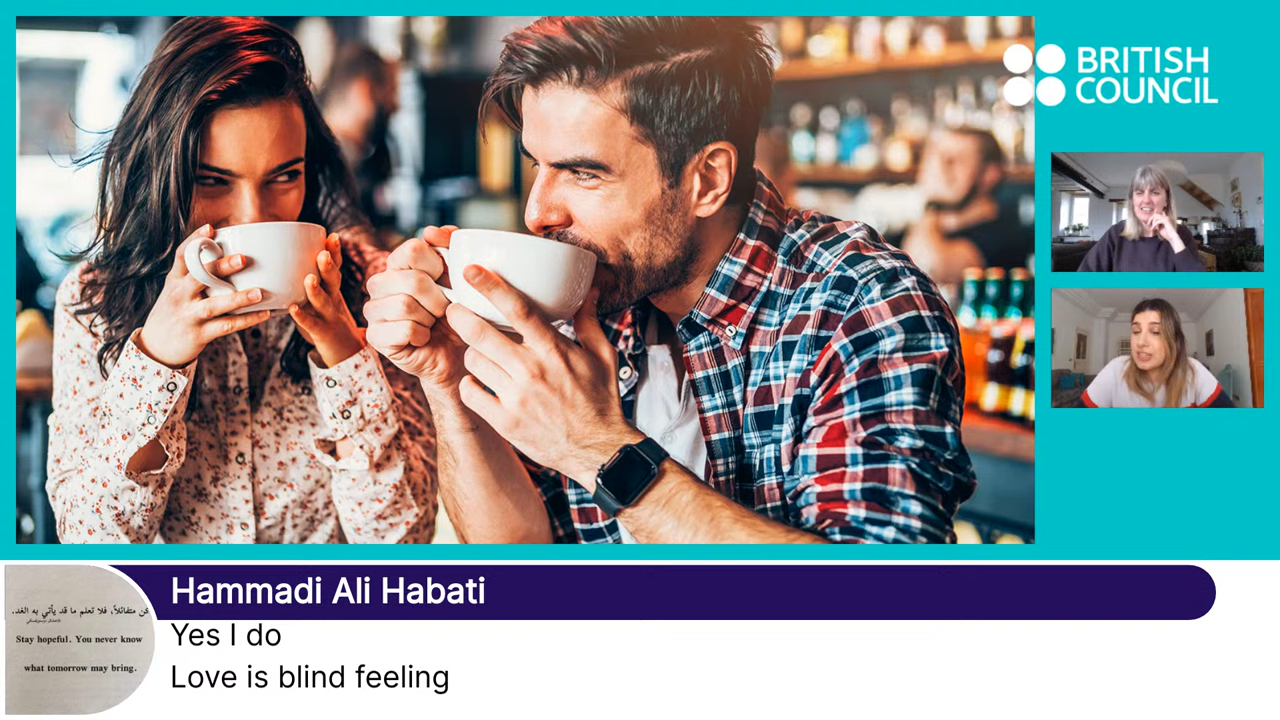 BRITISH
COUNCIL
Hammadi Ali Habati
Yes I do
Love is blind feeling
كن متفائلاً، فلا تعلم ما قد يأتي به الغد.
Stay hopeful. You never know
what tomorrow may bring.